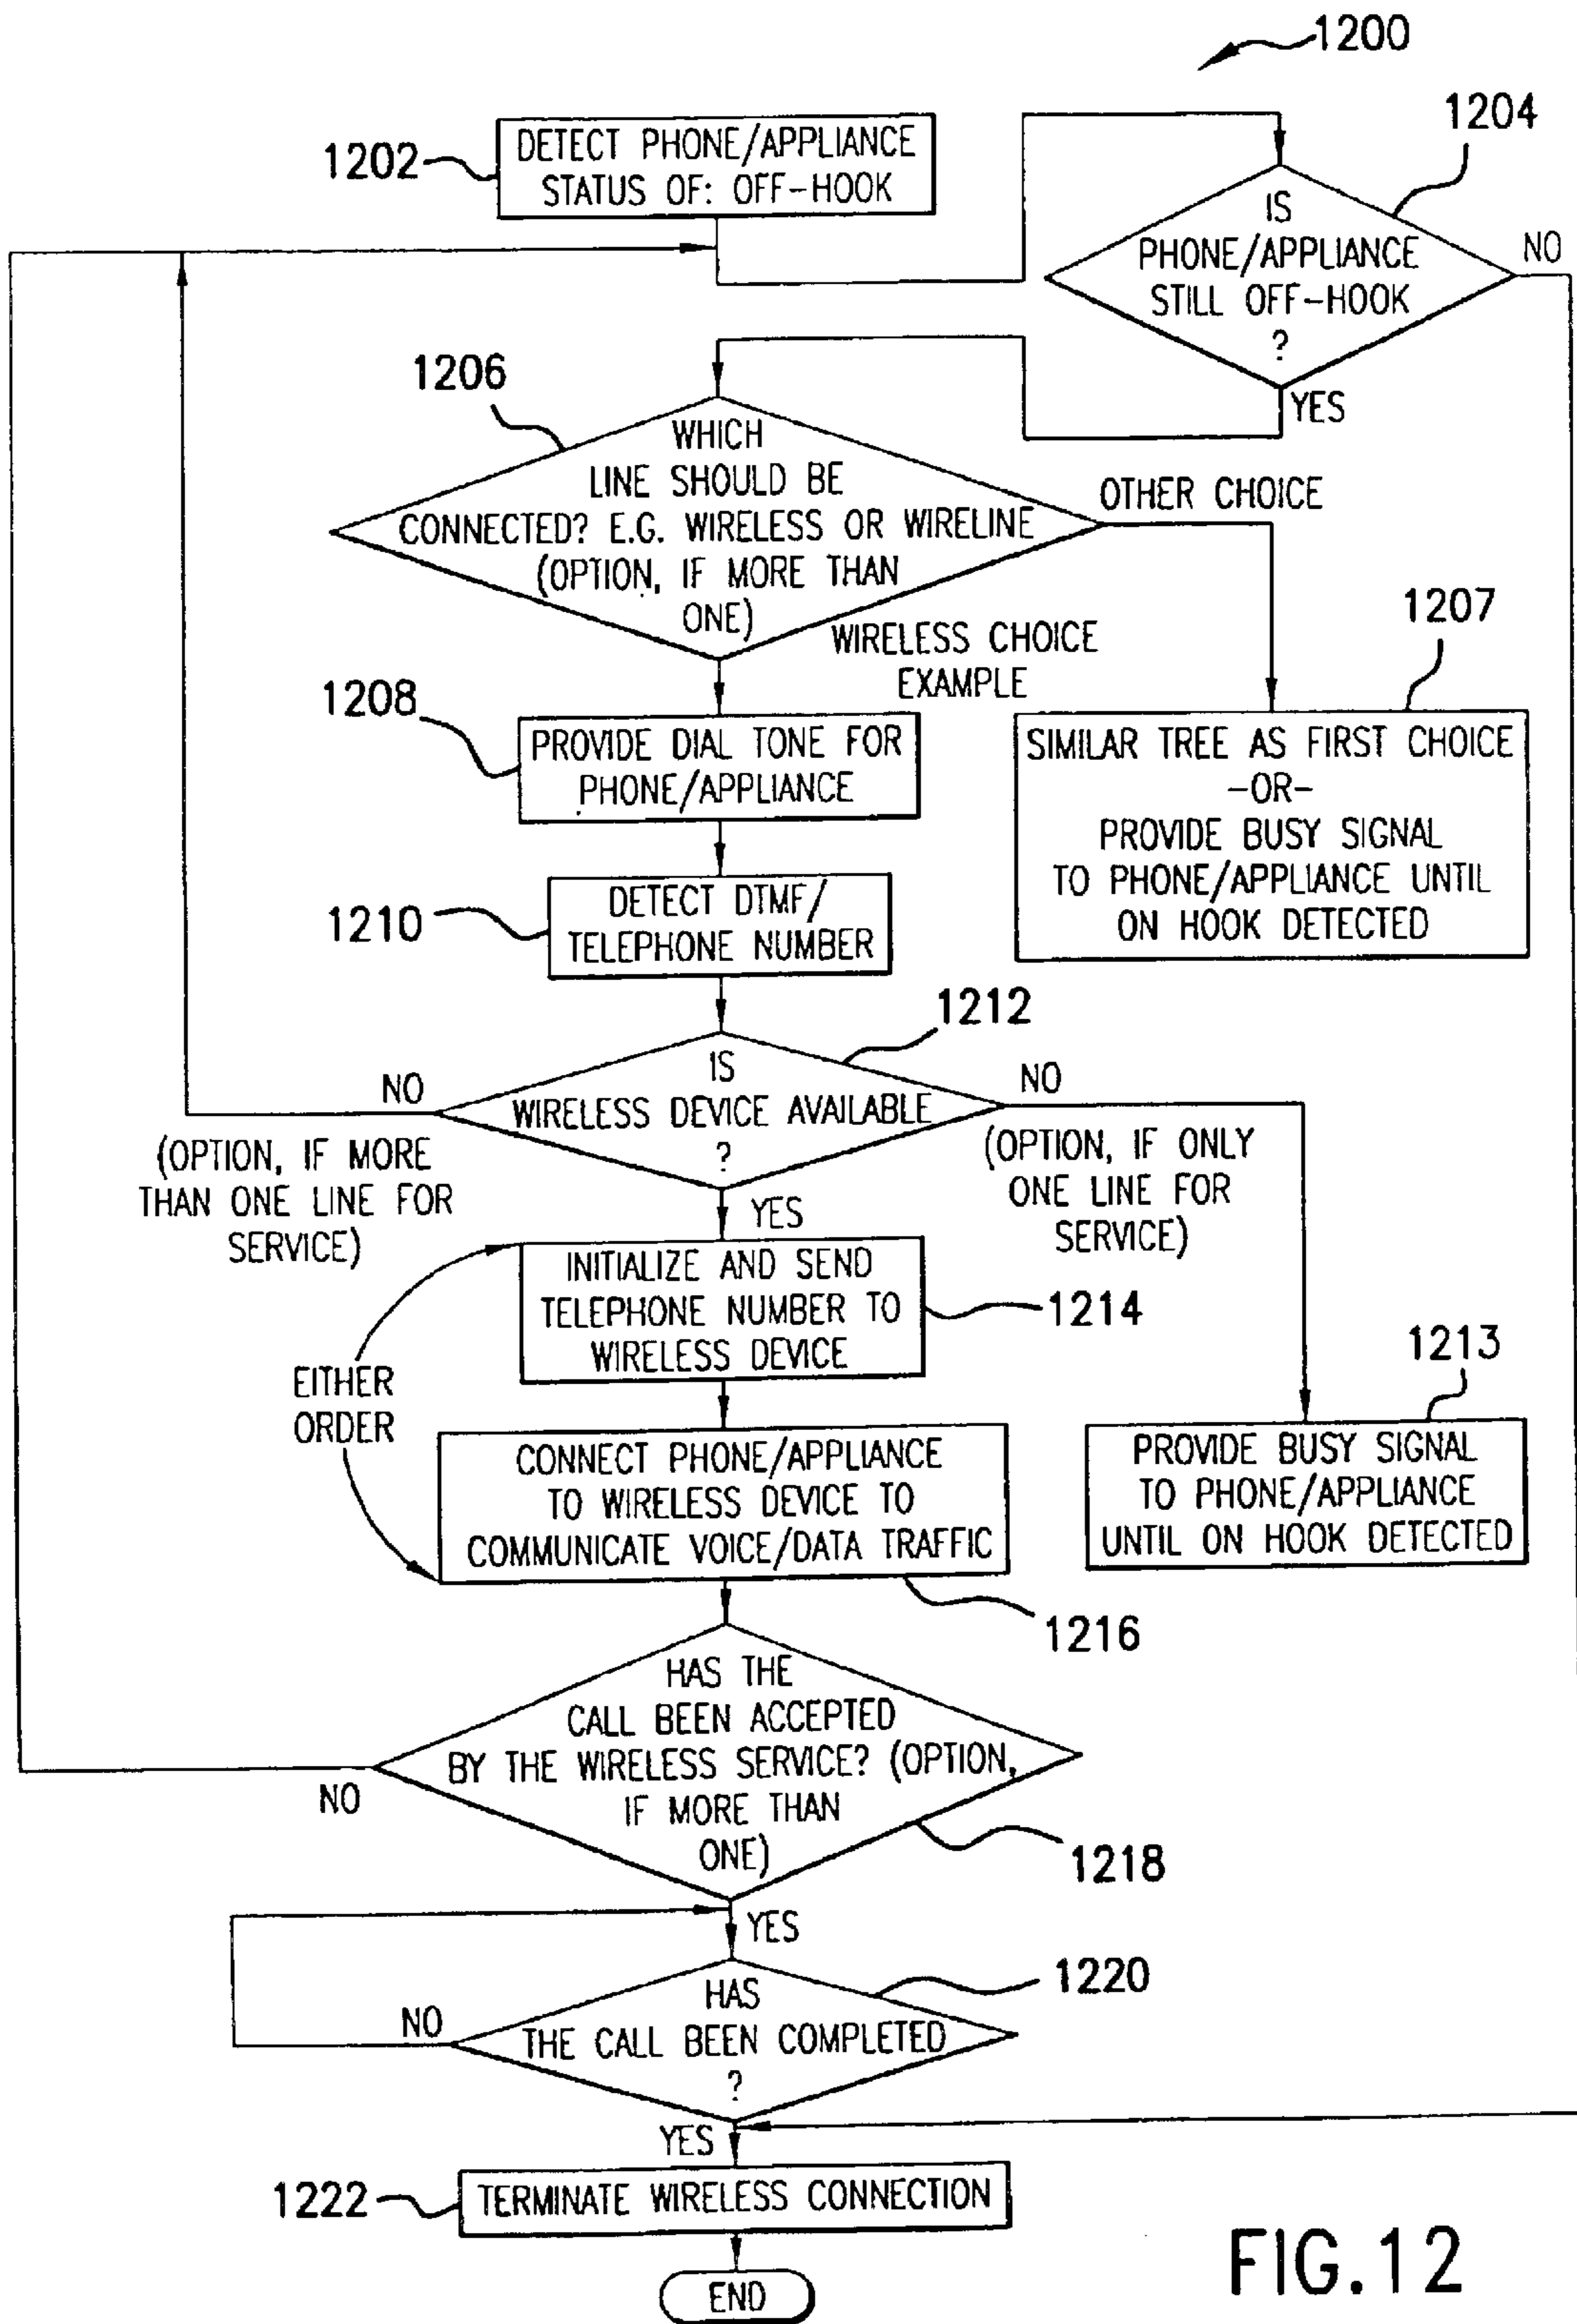 1200
1202
DETECT PHONE/APPLIANCE
STATUS OF: OFF-HOOK
1204
IS
PHONE/APPLIANCE
STILL OFF-HOOK
?
NO
YES
1206
WHICH
LINE SHOULD BE
CONNECTED? E.G. WIRELESS OR WIRELINE
(OPTION, IF MORE THAN
ONE)
OTHER CHOICE
WIRELESS CHOICE
EXAMPLE
1207
SIMILAR TREE AS FIRST CHOICE
-OR-
PROVIDE BUSY SIGNAL
TO PHONE/APPLIANCE UNTIL
ON HOOK DETECTED
1208
PROVIDE DIAL TONE FOR
PHONE/APPLIANCE
1210
DETECT DTMF/
TELEPHONE NUMBER
1212
IS
WIRELESS DEVICE AVAILABLE
?
NO
(OPTION, IF MORE
THAN ONE LINE FOR
SERVICE)
NO
(OPTION, IF ONLY
ONE LINE FOR
SERVICE)
YES
INITIALIZE AND SEND
TELEPHONE NUMBER TO
WIRELESS DEVICE
1214
EITHER
ORDER
1213
PROVIDE BUSY SIGNAL
TO PHONE/APPLIANCE
UNTIL ON HOOK DETECTED
CONNECT PHONE/APPLIANCE
TO WIRELESS DEVICE TO
COMMUNICATE VOICE/DATA TRAFFIC
1216
HAS THE
CALL BEEN ACCEPTED
BY THE WIRELESS SERVICE? (OPTION,
IF MORE THAN
ONE)
NO
1218
YES
1220
HAS
THE CALL BEEN COMPLETED
?
NO
YES
1222
TERMINATE WIRELESS CONNECTION
END
FIG.12